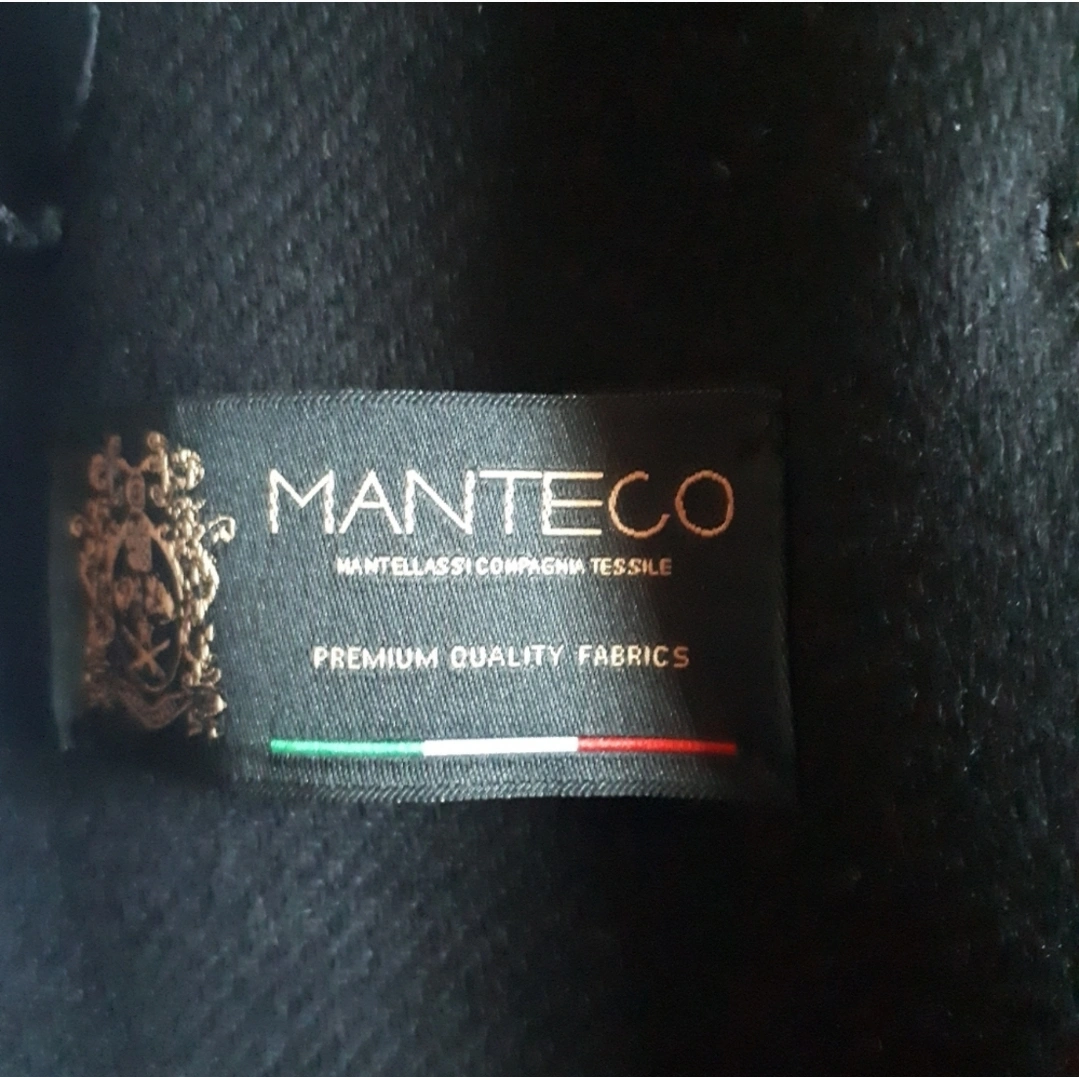 MANTECO
MANTELLASSI COMPAGNIA TESSILE
PREMIUM QUALITY FABRICS